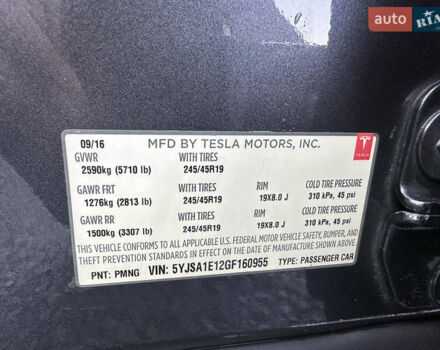 auto RIA
09/16 MFD BY TESLA MOTORS, INC. TESLA
GVWR WITH TIRES
2590kg (5710 lb) 245/45R19
GAWR FRT WITH TIRES RIM COLD TIRE PRESSURE
1276kg (2813 lb) 245/45R19 19X8.0 J 310 kPa, 45 psi
GAWR RR WITH TIRES RIM COLD TIRE PRESSURE
1500kg (3307 lb) 245/45R19 19X8.0 J 310 kPa, 45 psi
THIS VEHICLE CONFORMS TO ALL APPLICABLE U.S. FEDERAL MOTOR VEHICLE SAFETY, BUMPER, AND
THEFT PREVENTION STANDARDS IN EFFECT ON THE DATE OF MANUFACTURE SHOWN ABOVE.
PNT: PMNG VIN: 5YJSA1E12GF160955 TYPE: PASSENGER CAR